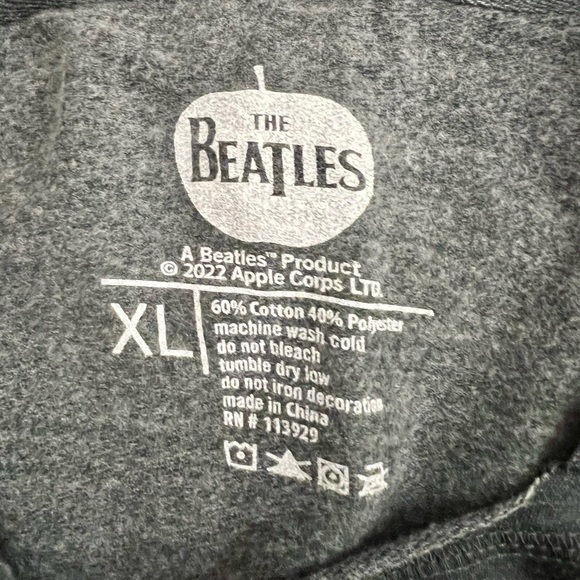 THE
BEATLES
A Beatles™ Product
© 2022 Apple Corps LTD.
XL
60% Cotton 40% Polyester
machine wash cold
do not bleach
tumble dry low
do not iron decoration
made in China
RN # 113929